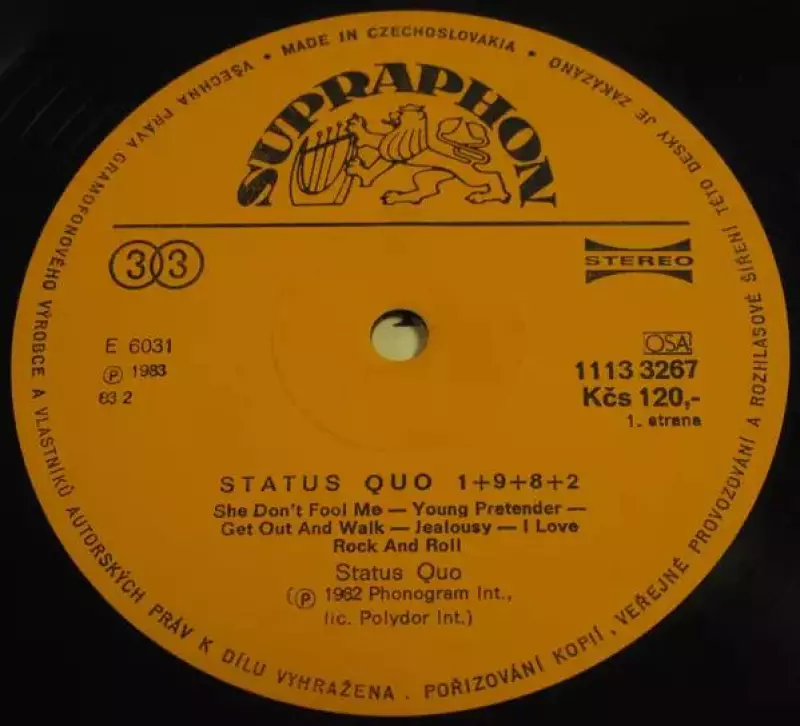 VŠECHNA PRÁVA GRAMOFONOVÉHO VÝROBCE A VLASTNÍKŮ AUTORSKÝCH PRÁV K DÍLU VYHRAŽENA . POŘIZOVÁNÍ KOPIÍ, VEŘEJNÉ PROVOZOVÁNÍ A ROZHLASOVÉ ŠÍŘENÍ TÉTO DESKY JE ZAKÁZÁNO
• MADE IN CZECHOSLOVAKIA •
SUPRAPHON
33
STEREO
E 6031
Ⓟ 1983
83 2
OSA
1113 3267
Kčs 120,-
1. strana
STATUS QUO 1+9+8+2
She Don't Fool Me — Young Pretender —
Get Out And Walk — Jealousy — I Love
Rock And Roll
Status Quo
(Ⓟ 1982 Phonogram Int.,
lic. Polydor Int.)